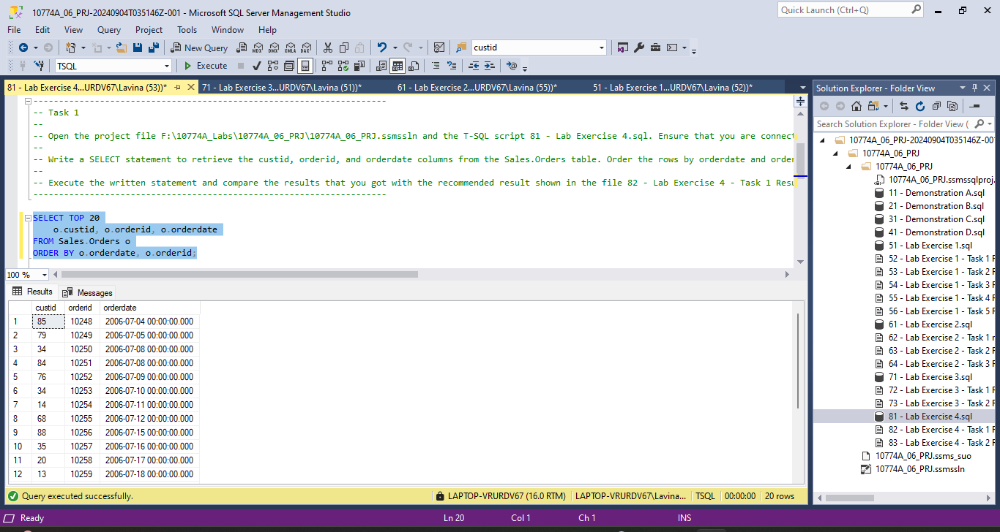 10774A_06_PRJ-20240904T035146Z-001 - Microsoft SQL Server Management Studio
Quick Launch (Ctrl+Q)
File Edit View Query Project Tools Window Help
New Query
MDX DMX XMLA DAX
custid
TSQL
Execute
81 - Lab Exercise 4...URDV67\Lavina (53))*
71 - Lab Exercise 3...URDV67\Lavina (51))*
61 - Lab Exercise 2...URDV67\Lavina (55))*
51 - Lab Exercise 1...URDV67\Lavina (52))*
---------------------------------------------------------------------
-- Task 1
--
-- Open the project file F:\10774A_Labs\10774A_06_PRJ\10774A_06_PRJ.ssmssln and the T-SQL script 81 - Lab Exercise 4.sql. Ensure that you are connect
--
-- Write a SELECT statement to retrieve the custid, orderid, and orderdate columns from the Sales.Orders table. Order the rows by orderdate and order
--
-- Execute the written statement and compare the results that you got with the recommended result shown in the file 82 - Lab Exercise 4 - Task 1 Resu
---------------------------------------------------------------------
SELECT TOP 20
o.custid, o.orderid, o.orderdate
FROM Sales.Orders o
ORDER BY o.orderdate, o.orderid;
100 %
Results Messages
custid orderid orderdate
1 85 10248 2006-07-04 00:00:00.000
2 79 10249 2006-07-05 00:00:00.000
3 34 10250 2006-07-08 00:00:00.000
4 84 10251 2006-07-08 00:00:00.000
5 76 10252 2006-07-09 00:00:00.000
6 34 10253 2006-07-10 00:00:00.000
7 14 10254 2006-07-11 00:00:00.000
8 68 10255 2006-07-12 00:00:00.000
9 88 10256 2006-07-15 00:00:00.000
10 35 10257 2006-07-16 00:00:00.000
11 20 10258 2006-07-17 00:00:00.000
12 13 10259 2006-07-18 00:00:00.000
Query executed successfully.
LAPTOP-VRURDV67 (16.0 RTM)
LAPTOP-VRURDV67\Lavina...
TSQL
00:00:00
20 rows
Solution Explorer - Folder View
Search Solution Explorer - Folder View (
10774A_06_PRJ-20240904T035146Z-001
10774A_06_PRJ
10774A_06_PRJ
10774A_06_PRJ.ssmssqlproj.
11 - Demonstration A.sql
21 - Demonstration B.sql
31 - Demonstration C.sql
41 - Demonstration D.sql
51 - Lab Exercise 1.sql
52 - Lab Exercise 1 - Task 1 R
53 - Lab Exercise 1 - Task 2 R
54 - Lab Exercise 1 - Task 3 R
55 - Lab Exercise 1 - Task 4 R
56 - Lab Exercise 1 - Task 5 R
61 - Lab Exercise 2.sql
62 - Lab Exercise 2 - Task 1 r
63 - Lab Exercise 2 - Task 2 R
64 - Lab Exercise 2 - Task 3 R
71 - Lab Exercise 3.sql
72 - Lab Exercise 3 - Task 1 R
73 - Lab Exercise 3 - Task 2 R
81 - Lab Exercise 4.sql
82 - Lab Exercise 4 - Task 1 R
83 - Lab Exercise 4 - Task 2 R
10774A_06_PRJ.ssms_suo
10774A_06_PRJ.ssmssln
Ready
Ln 20
Col 1
Ch 1
INS